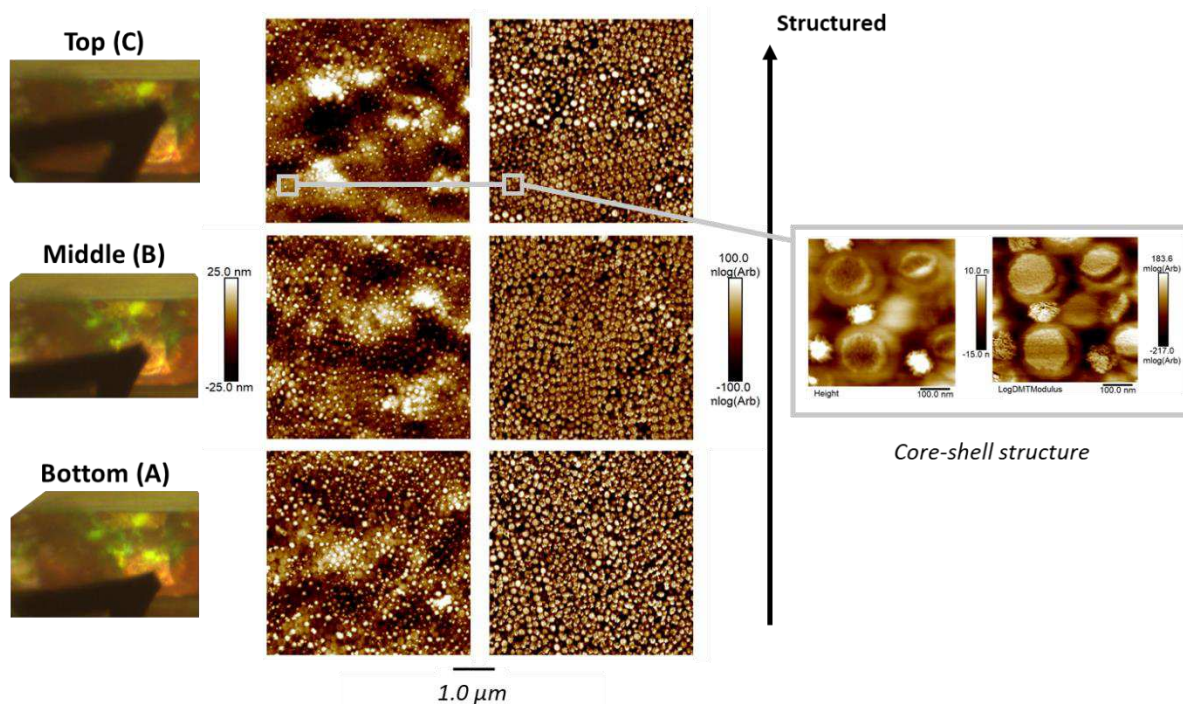 Top (C)
Structured
Middle (B)
25.0 nm
-25.0 nm
100.0
mlog(Arb)
-100.0
mlog(Arb)
10.0 n
-15.0 n
183.6
mlog(Arb)
-217.0
mlog(Arb)
Height
100.0 nm
LogDMTModulus
100.0 nm
Core-shell structure
Bottom (A)
1.0 µm